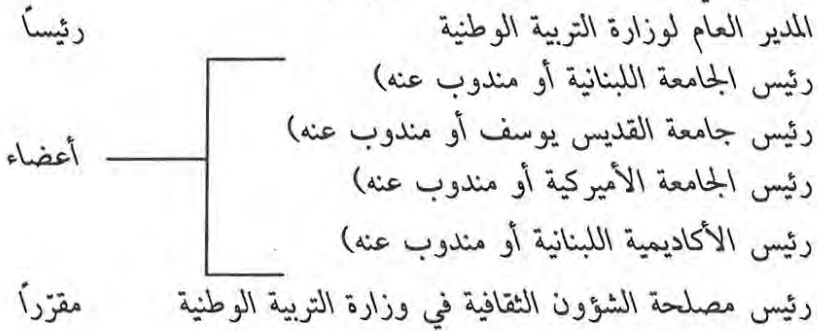 المدير العام لوزارة التربية الوطنية رئيساً
رئيس الجامعة اللبنانية أو مندوب عنه)
رئيس جامعة القديس يوسف أو مندوب عنه)
أعضاء
رئيس الجامعة الأميركية أو مندوب عنه)
رئيس الأكاديمية اللبنانية أو مندوب عنه)
رئيس مصلحة الشؤون الثقافية في وزارة التربية الوطنية مقرّراً